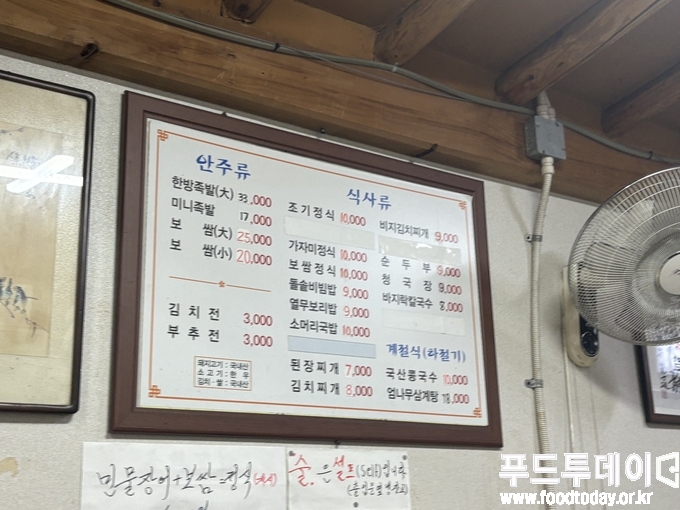 안주류
한방족발(大) 33,000
미니족발 17,000
보 쌈(大) 25,000
보 쌈(小) 20,000
김치전 3,000
부추전 3,000
돼지고기 : 국내산
소고기 : 한우
김치·쌀 : 국내산
식사류
조기정식 10,000
가자미정식 10,000
보쌈정식 10,000
돌솥비빔밥 9,000
열무보리밥 9,000
소머리국밥 10,000
된장찌개 7,000
김치찌개 8,000
비지김치찌개 9,000
순두부 9,000
청국장 9,000
바지락칼국수 8,000
계절식(하절기)
국산콩국수 10,000
엄나무삼계탕 18,000
민물장어+보쌈=정식
술.은 셀프(Self)입니다
푸드투데이
www.foodtoday.or.kr